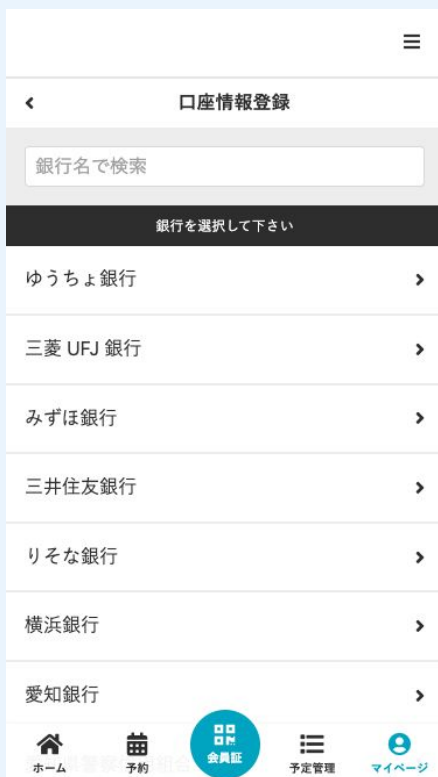 口座情報登録
銀行名で検索
銀行を選択して下さい
ゆうちょ銀行
三菱 UFJ 銀行
みずほ銀行
三井住友銀行
りそな銀行
横浜銀行
愛知銀行
ホーム
予約
会員証
予定管理
マイページ